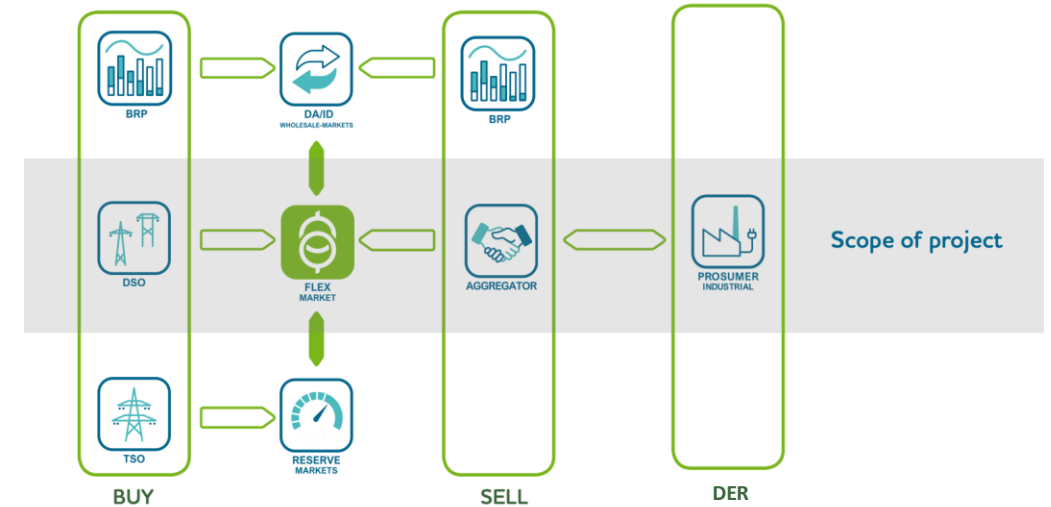 BRP
DA/ID
WHOLESALE-MARKETS
BRP
DSO
FLEX
MARKET
AGGREGATOR
PROSUMER
INDUSTRIAL
Scope of project
TSO
RESERVE
MARKETS
BUY
SELL
DER